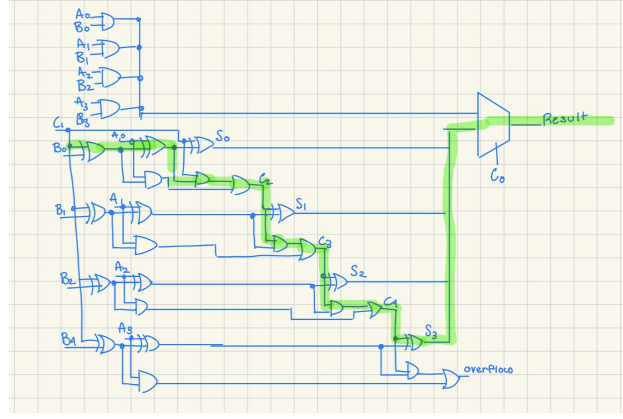 A0
B0
A1
B1
A2
B2
A3
B3
C1
B0
A0
S0
C2
B1
A1
S1
C3
B2
A2
S2
C4
B4
A3
S3
overflow
Result
C0